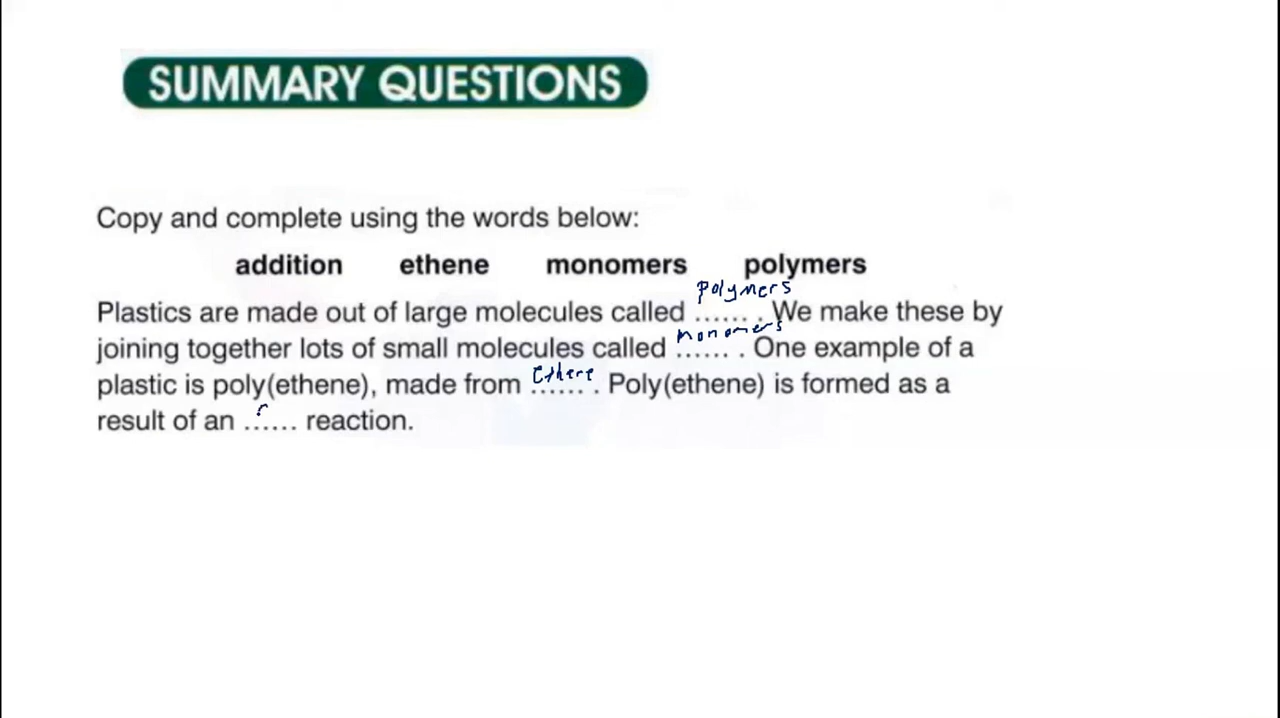 SUMMARY QUESTIONS
Copy and complete using the words below:
addition ethene monomers polymers
polymers
Plastics are made out of large molecules called ...... . We make these by
monomers
joining together lots of small molecules called ...... . One example of a
Ethene
plastic is poly(ethene), made from ...... . Poly(ethene) is formed as a
result of an ...... reaction.